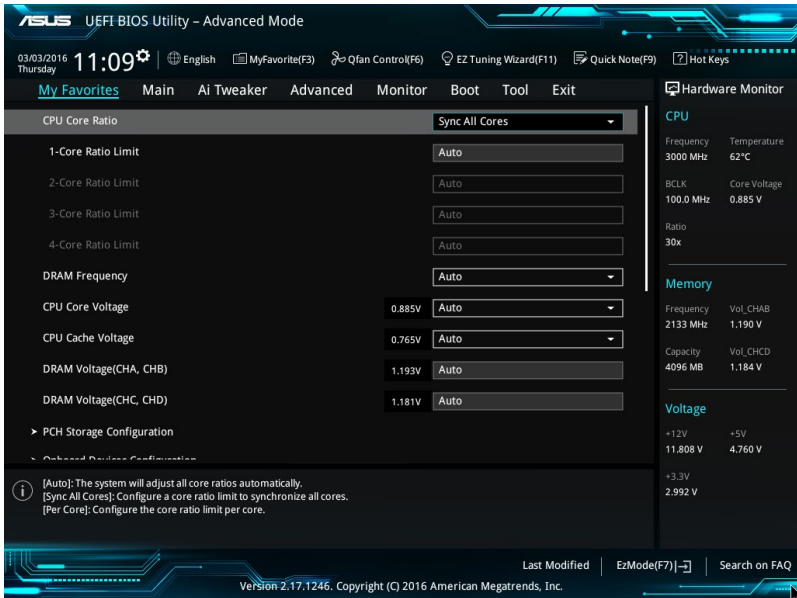 ASUS UEFI BIOS Utility – Advanced Mode
03/03/2016
Thursday
11:09
English
MyFavorite(F3)
Qfan Control(F6)
EZ Tuning Wizard(F11)
Quick Note(F9)
? Hot Keys
My Favorites Main Ai Tweaker Advanced Monitor Boot Tool Exit
CPU Core Ratio Sync All Cores
1-Core Ratio Limit Auto
2-Core Ratio Limit Auto
3-Core Ratio Limit Auto
4-Core Ratio Limit Auto
DRAM Frequency Auto
CPU Core Voltage 0.885V Auto
CPU Cache Voltage 0.765V Auto
DRAM Voltage(CHA, CHB) 1.193V Auto
DRAM Voltage(CHC, CHD) 1.181V Auto
> PCH Storage Configuration
> Onboard Devices Configuration
[Auto]: The system will adjust all core ratios automatically.
[Sync All Cores]: Configure a core ratio limit to synchronize all cores.
[Per Core]: Configure the core ratio limit per core.
Hardware Monitor
CPU
Frequency Temperature
3000 MHz 62°C
BCLK Core Voltage
100.0 MHz 0.885 V
Ratio
30x
Memory
Frequency Vol_CHAB
2133 MHz 1.190 V
Capacity Vol_CHCD
4096 MB 1.184 V
Voltage
+12V +5V
11.808 V 4.760 V
+3.3V
2.992 V
Last Modified EzMode(F7) Search on FAQ
Version 2.17.1246. Copyright (C) 2016 American Megatrends, Inc.